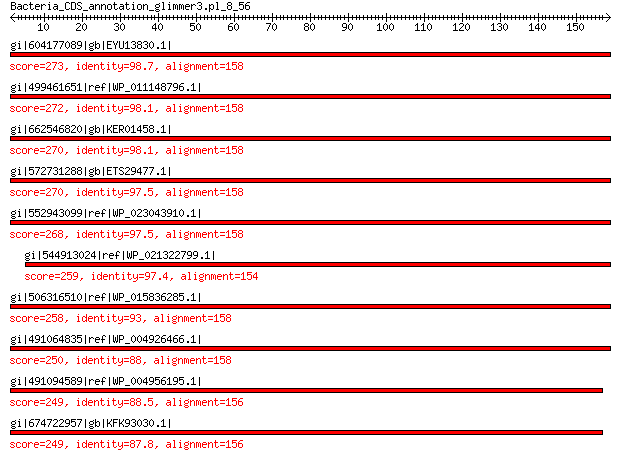 Bacteria_CDS_annotation_glimmer3.pl_8_56
10 20 30 40 50 60 70 80 90 100 110 120 130 140 150
gi|604177089|gb|EYU13830.1|
score=273, identity=98.7, alignment=158
gi|499461651|ref|WP_011148796.1|
score=272, identity=98.1, alignment=158
gi|662546820|gb|KER01458.1|
score=270, identity=98.1, alignment=158
gi|572731288|gb|ETS29477.1|
score=270, identity=97.5, alignment=158
gi|552943099|ref|WP_023043910.1|
score=268, identity=97.5, alignment=158
gi|544913024|ref|WP_021322799.1|
score=259, identity=97.4, alignment=154
gi|506316510|ref|WP_015836285.1|
score=258, identity=93, alignment=158
gi|491064835|ref|WP_004926466.1|
score=250, identity=88, alignment=158
gi|491094589|ref|WP_004956195.1|
score=249, identity=88.5, alignment=156
gi|674722957|gb|KFK93030.1|
score=249, identity=87.8, alignment=156